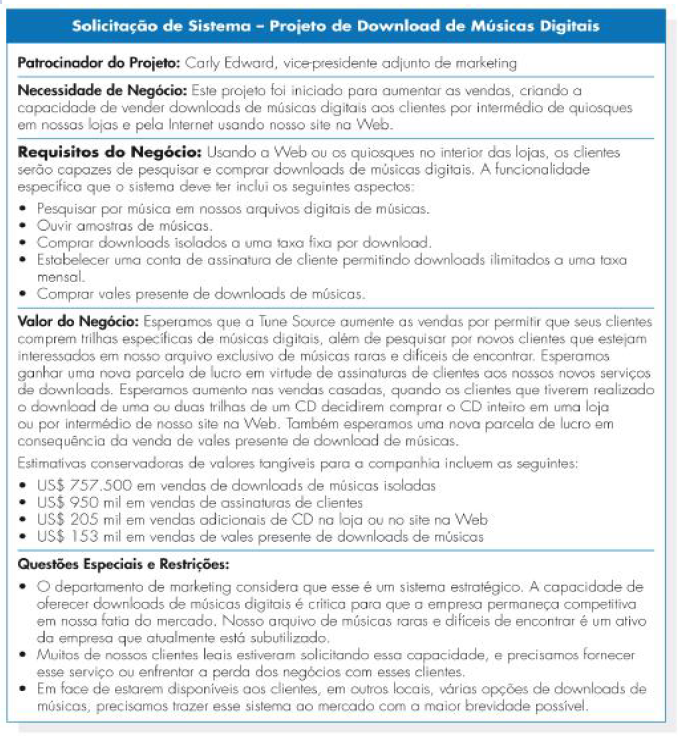 Solicitação de Sistema – Projeto de Download de Músicas Digitais
Patrocinador do Projeto: Carly Edward, vice-presidente adjunto de marketing
Necessidade de Negócio: Este projeto foi iniciado para aumentar as vendas, criando a
capacidade de vender downloads de músicas digitais aos clientes por intermédio de quiosques
em nossas lojas e pela Internet usando nosso site na Web.
Requisitos do Negócio: Usando a Web ou os quiosques no interior das lojas, os clientes
serão capazes de pesquisar e comprar downloads de músicas digitais. A funcionalidade
específica que o sistema deve ter inclui os seguintes aspectos:
• Pesquisar por música em nossos arquivos digitais de músicas.
• Ouvir amostras de músicas.
• Comprar downloads isolados a uma taxa fixa por download.
• Estabelecer uma conta de assinatura de cliente permitindo downloads ilimitados a uma taxa
mensal.
• Comprar vales presente de downloads de músicas.
Valor do Negócio: Esperamos que a Tune Source aumente as vendas por permitir que seus clientes
comprem trilhas específicas de músicas digitais, além de pesquisar por novos clientes que estejam
interessados em nosso arquivo exclusivo de músicas raras e difíceis de encontrar. Esperamos
ganhar uma nova parcela de lucro em virtude de assinaturas de clientes aos nossos novos serviços
de downloads. Esperamos aumento nas vendas casadas, quando os clientes que tiverem realizado
o download de uma ou duas trilhas de um CD decidirem comprar o CD inteiro em uma loja
ou por intermédio de nosso site na Web. Também esperamos uma nova parcela de lucro em
consequência da venda de vales presente de download de músicas.
Estimativas conservadoras de valores tangíveis para a companhia incluem as seguintes:
• US$ 757.500 em vendas de downloads de músicas isoladas
• US$ 950 mil em vendas de assinaturas de clientes
• US$ 205 mil em vendas adicionais de CD na loja ou no site na Web
• US$ 153 mil em vendas de vales presente de downloads de músicas
Questões Especiais e Restrições:
• O departamento de marketing considera que esse é um sistema estratégico. A capacidade de
oferecer downloads de músicas digitais é crítica para que a empresa permaneça competitiva
em nossa fatia do mercado. Nosso arquivo de músicas raras e difíceis de encontrar é um ativo
da empresa que atualmente está subutilizado.
• Muitos de nossos clientes leais estiveram solicitando essa capacidade, e precisamos fornecer
esse serviço ou enfrentar a perda dos negócios com esses clientes.
• Em face de estarem disponíveis aos clientes, em outros locais, várias opções de downloads de
músicas, precisamos trazer esse sistema ao mercado com a maior brevidade possível.